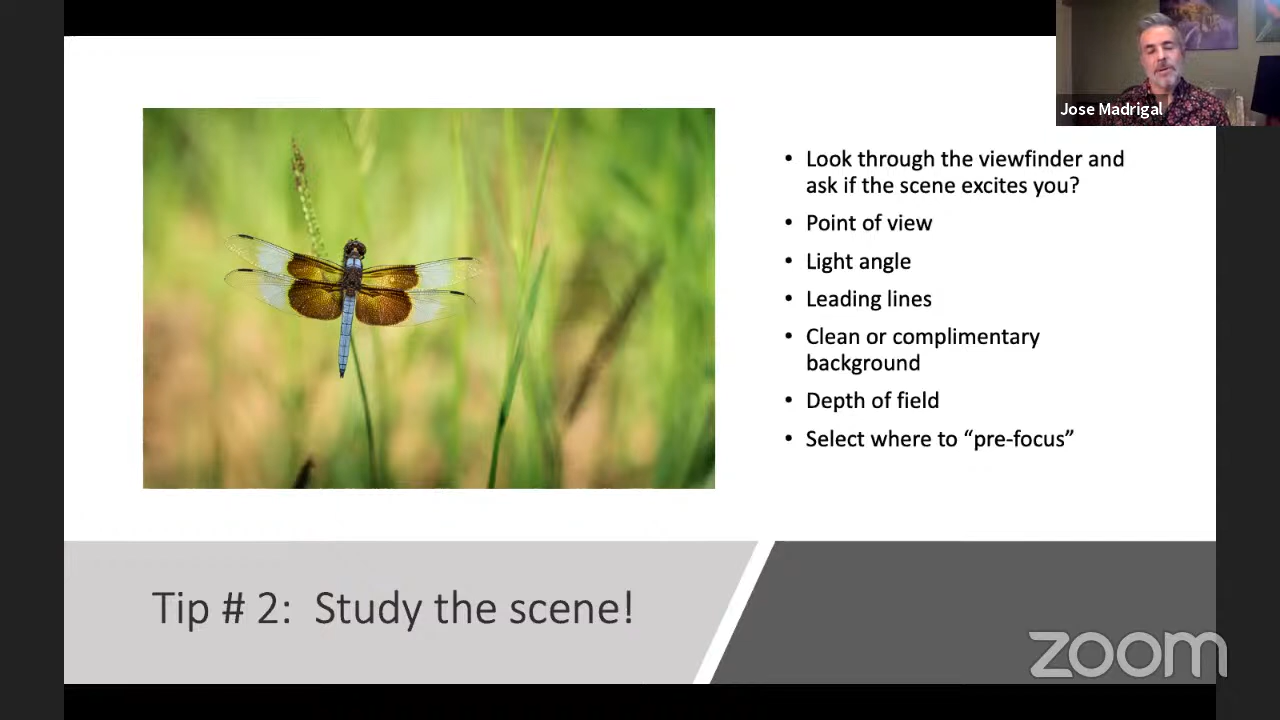 Jose Madrigal
• Look through the viewfinder and
ask if the scene excites you?
• Point of view
• Light angle
• Leading lines
• Clean or complimentary
background
• Depth of field
• Select where to “pre-focus”
Tip # 2:  Study the scene!
zoom